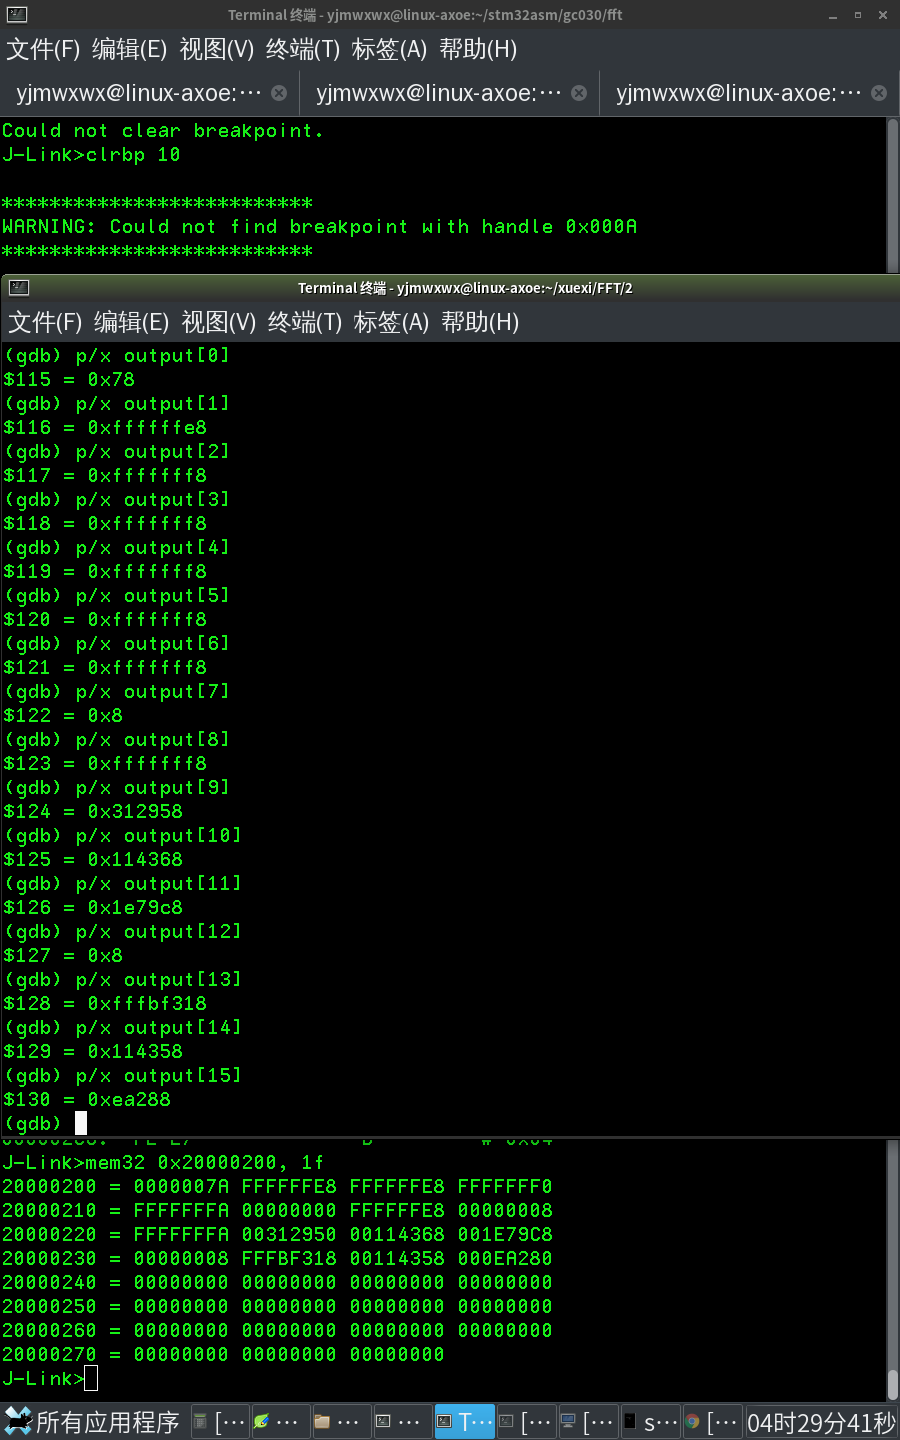 Terminal 终端 - yjmwxwx@linux-axoe:~/stm32asm/gc030/fft
文件(F) 编辑(E) 视图(V) 终端(T) 标签(A) 帮助(H)
yjmwxwx@linux-axoe:··· yjmwxwx@linux-axoe:··· yjmwxwx@linux-axoe:···
Could not clear breakpoint.
J-Link>clrbp 10
**************************
WARNING: Could not find breakpoint with handle 0x000A
**************************
Terminal 终端 - yjmwxwx@linux-axoe:~/xuexi/FFT/2
文件(F) 编辑(E) 视图(V) 终端(T) 标签(A) 帮助(H)
(gdb) p/x output[0]
$115 = 0x78
(gdb) p/x output[1]
$116 = 0xffffffe8
(gdb) p/x output[2]
$117 = 0xfffffff8
(gdb) p/x output[3]
$118 = 0xfffffff8
(gdb) p/x output[4]
$119 = 0xfffffff8
(gdb) p/x output[5]
$120 = 0xfffffff8
(gdb) p/x output[6]
$121 = 0xfffffff8
(gdb) p/x output[7]
$122 = 0x8
(gdb) p/x output[8]
$123 = 0xfffffff8
(gdb) p/x output[9]
$124 = 0x312958
(gdb) p/x output[10]
$125 = 0x114368
(gdb) p/x output[11]
$126 = 0x1e79c8
(gdb) p/x output[12]
$127 = 0x8
(gdb) p/x output[13]
$128 = 0xfffbf318
(gdb) p/x output[14]
$129 = 0x114358
(gdb) p/x output[15]
$130 = 0xea288
(gdb)
J-Link>mem32 0x20000200, 1f
20000200 = 0000007A FFFFFFE8 FFFFFFE8 FFFFFFF0
20000210 = FFFFFFFA 00000000 FFFFFFE8 00000008
20000220 = FFFFFFFA 00312950 00114368 001E79C8
20000230 = 00000008 FFFBF318 00114358 000EA280
20000240 = 00000000 00000000 00000000 00000000
20000250 = 00000000 00000000 00000000 00000000
20000260 = 00000000 00000000 00000000 00000000
20000270 = 00000000 00000000 00000000
J-Link>
所有应用程序 [··· ··· ··· ··· T··· [··· [··· s··· [··· 04时29分41秒